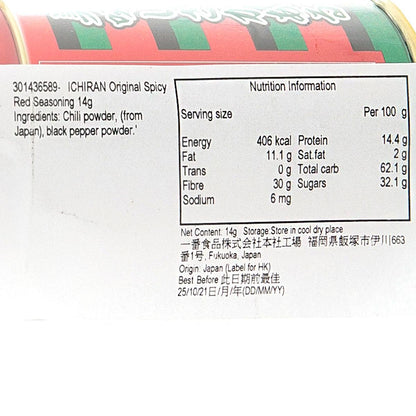 301436589- ICHIRAN Original Spicy
Red Seasoning 14g
Ingredients: Chili powder, (from
Japan), black pepper powder.'
Nutrition Information
Serving size Per 100 g
Energy 406 kcal Protein 14.4 g
Fat 11.1 g Sat.fat 2 g
Trans 0 g Total carb 62.1 g
Fibre 30 g Sugars 32.1 g
Sodium 6 mg
Net Content: 14g Storage:Store in cool dry place
一番食品株式会社本社工場 福岡県飯塚市伊川663
番1号, Fukuoka, Japan
Origin: Japan (Label for HK)
Best Before 此日期前最佳
25/10/21日/月/年(DD/MM/YY)